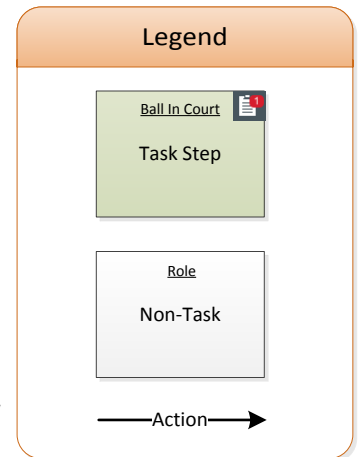 Legend
Ball In Court
1
Task Step
Role
Non-Task
Action